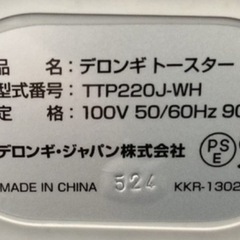 品 名：デロンギ トースター
型式番号：TTP220J-WH
定 格：100V 50/60Hz 90
デロンギ・ジャパン株式会社
PS
E
MADE IN CHINA 524 KKR-1302